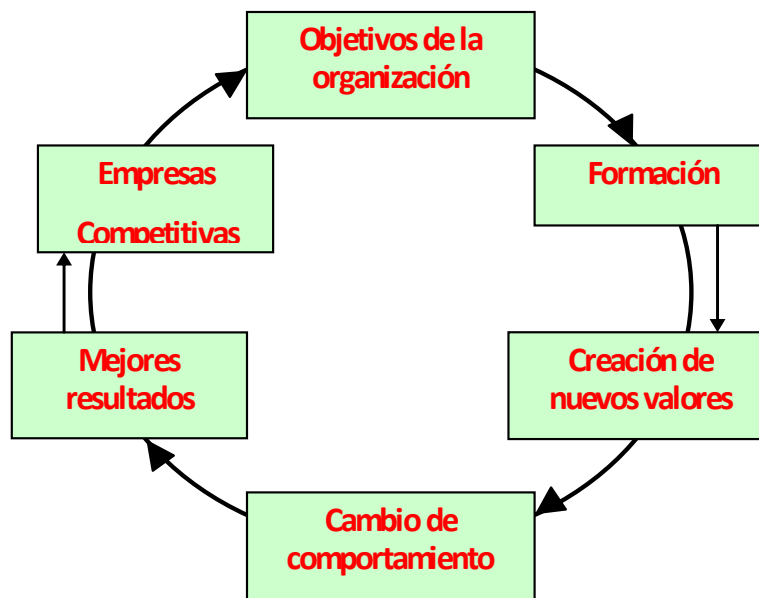 Objetivos de la
organización
Formación
Creación de
nuevos valores
Cambio de
comportamiento
Mejores
resultados
Empresas
Competitivas